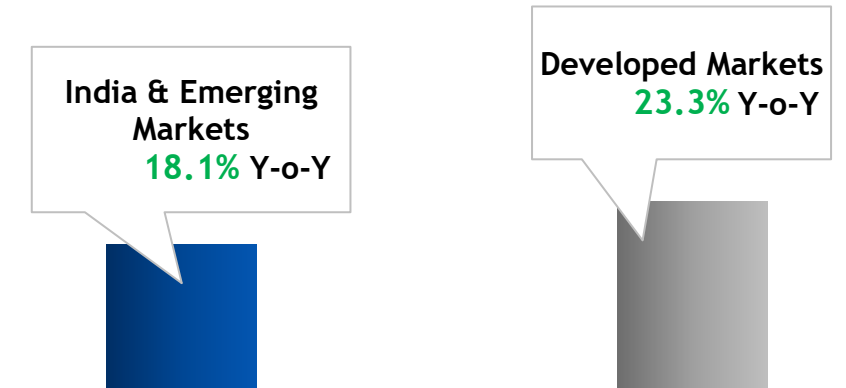 India & Emerging
Markets
18.1% Y-o-Y
Developed Markets
23.3% Y-o-Y